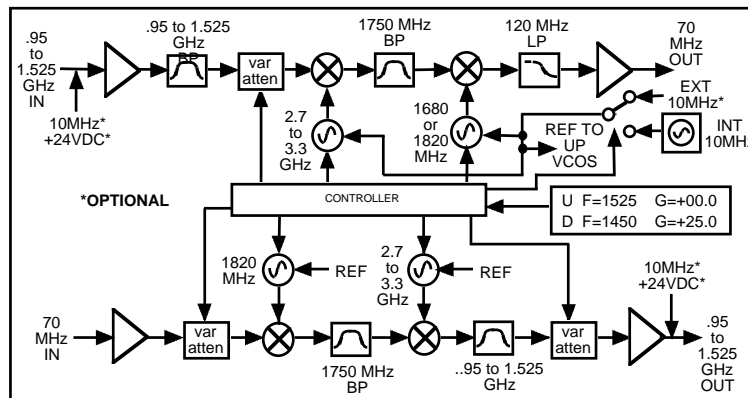 .95
to
1.525
GHz
IN
10MHz*
+24VDC*
.95 to 1.525
GHz
BP
var
atten
1750 MHz
BP
120 MHz
LP
70
MHz
OUT
2.7
to
3.3
GHz
1680
or
1820
MHz
EXT
10MHz*
REF TO
UP
VCOS
INT
10MHz
*OPTIONAL
CONTROLLER
U F=1525 G=+00.0
D F=1450 G=+25.0
1820
MHz
REF
2.7
to
3.3
GHz
REF
10MHz*
+24VDC*
70
MHz
IN
var
atten
1750 MHz
BP
..95 to 1.525
GHz
var
atten
.95
to
1.525
GHz
OUT